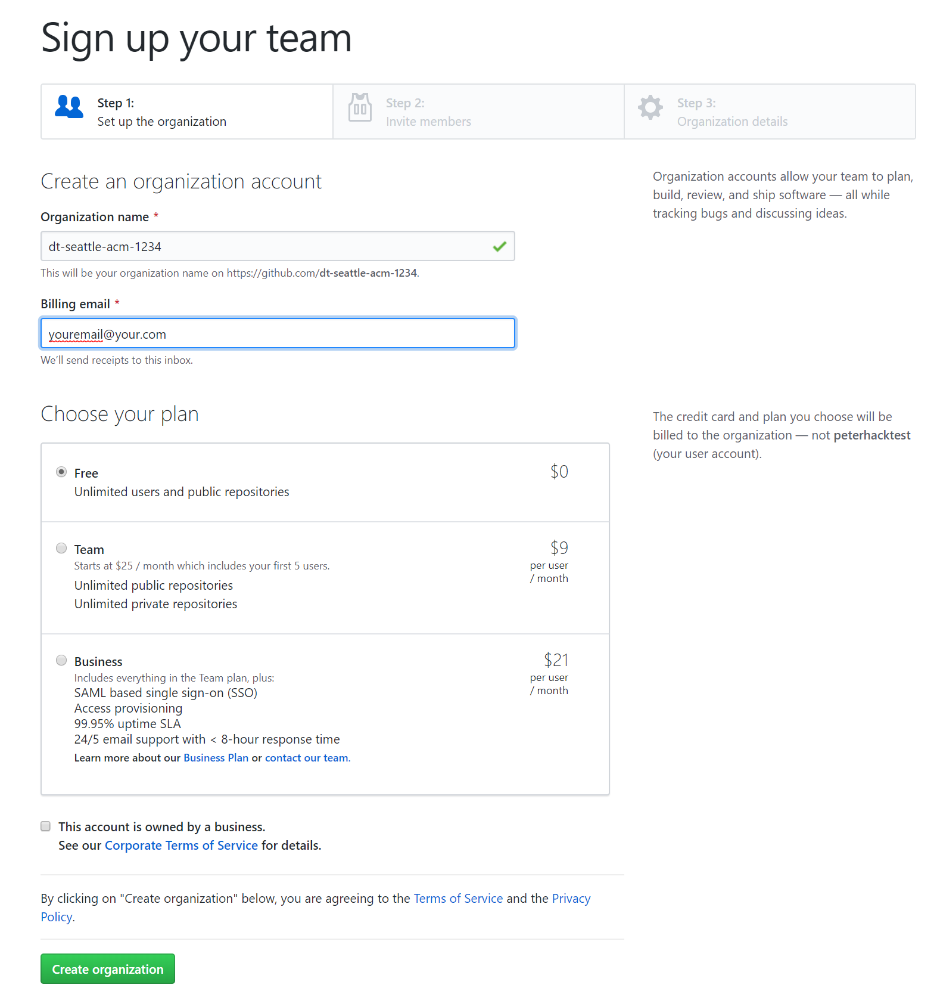 Sign up your team
Step 1:
Set up the organization
Step 2:
Invite members
Step 3:
Organization details
Create an organization account
Organization name *
dt-seattle-acm-1234
This will be your organization name on https://github.com/dt-seattle-acm-1234.
Billing email *
youremail@your.com
We’ll send receipts to this inbox.
Organization accounts allow your team to plan,
build, review, and ship software — all while
tracking bugs and discussing ideas.
Choose your plan
Free
$0
Unlimited users and public repositories
Team
$9
per user
/ month
Starts at $25 / month which includes your first 5 users.
Unlimited public repositories
Unlimited private repositories
Business
$21
per user
/ month
Includes everything in the Team plan, plus:
SAML based single sign-on (SSO)
Access provisioning
99.95% uptime SLA
24/5 email support with < 8-hour response time
Learn more about our Business Plan or contact our team.
The credit card and plan you choose will be
billed to the organization — not peterhacktest
(your user account).
This account is owned by a business.
See our Corporate Terms of Service for details.
By clicking on "Create organization" below, you are agreeing to the Terms of Service and the Privacy
Policy.
Create organization